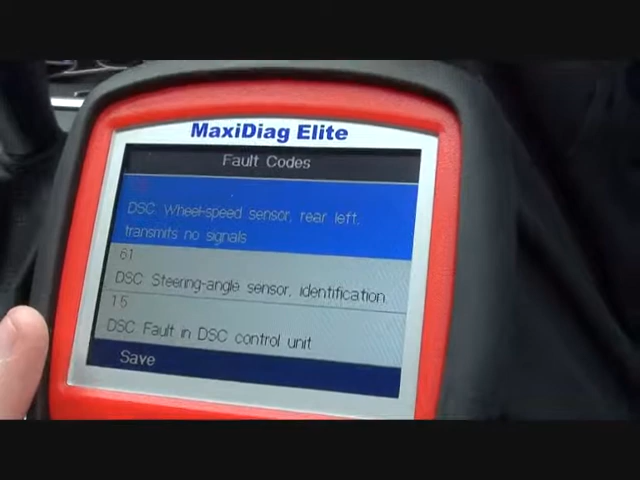 MaxiDiag Elite
Fault Codes
DSC: Wheel-speed sensor, rear left.
transmits no signals
61
DSC: Steering-angle sensor, identification.
15
DSC: Fault in DSC control unit
Save